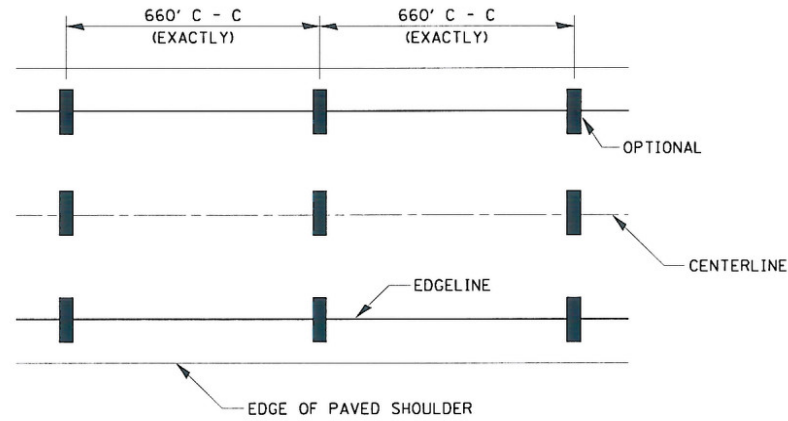 660' C - C
(EXACTLY)
660' C - C
(EXACTLY)
OPTIONAL
CENTERLINE
EDGELINE
EDGE OF PAVED SHOULDER